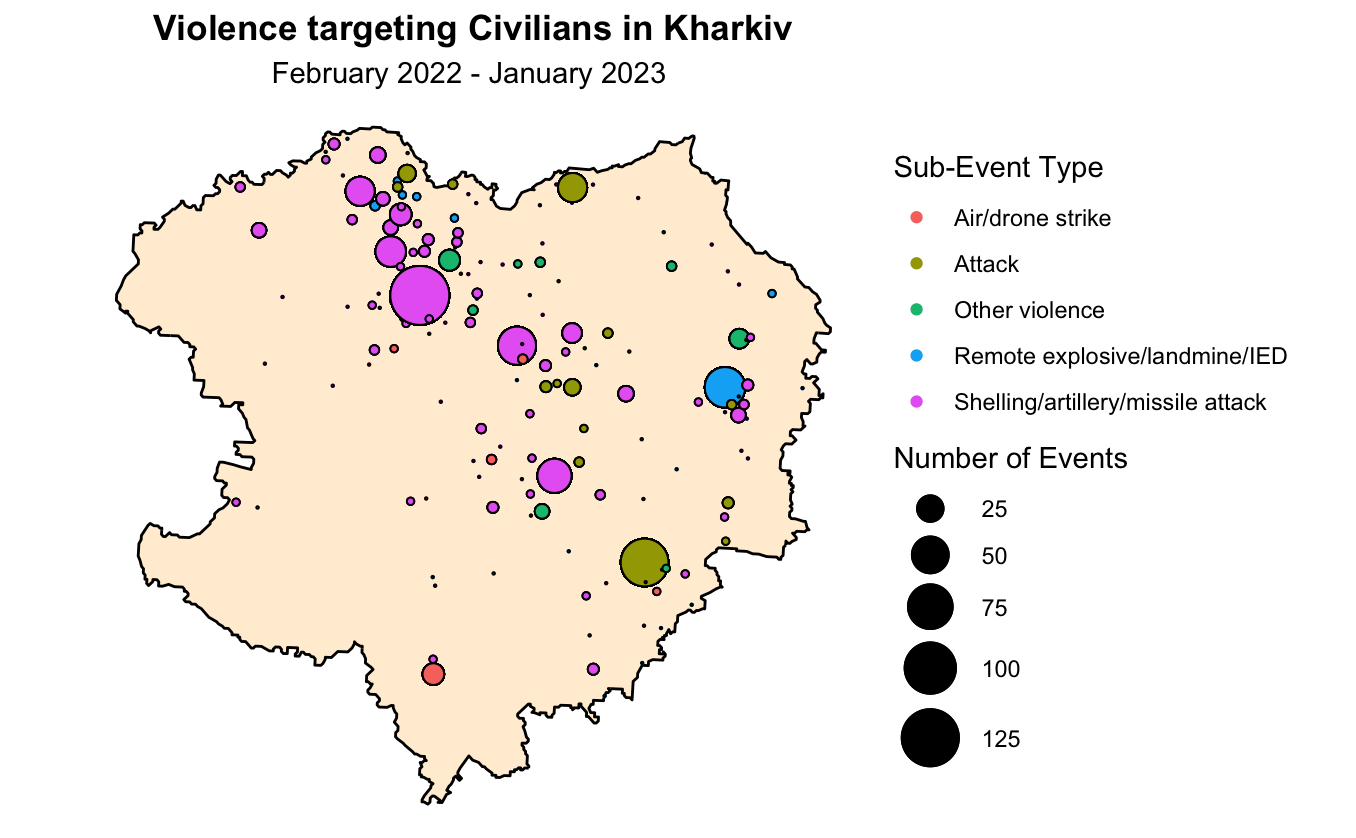 Violence targeting Civilians in Kharkiv
February 2022 - January 2023
Sub-Event Type
Air/drone strike
Attack
Other violence
Remote explosive/landmine/IED
Shelling/artillery/missile attack
Number of Events
25
50
75
100
125